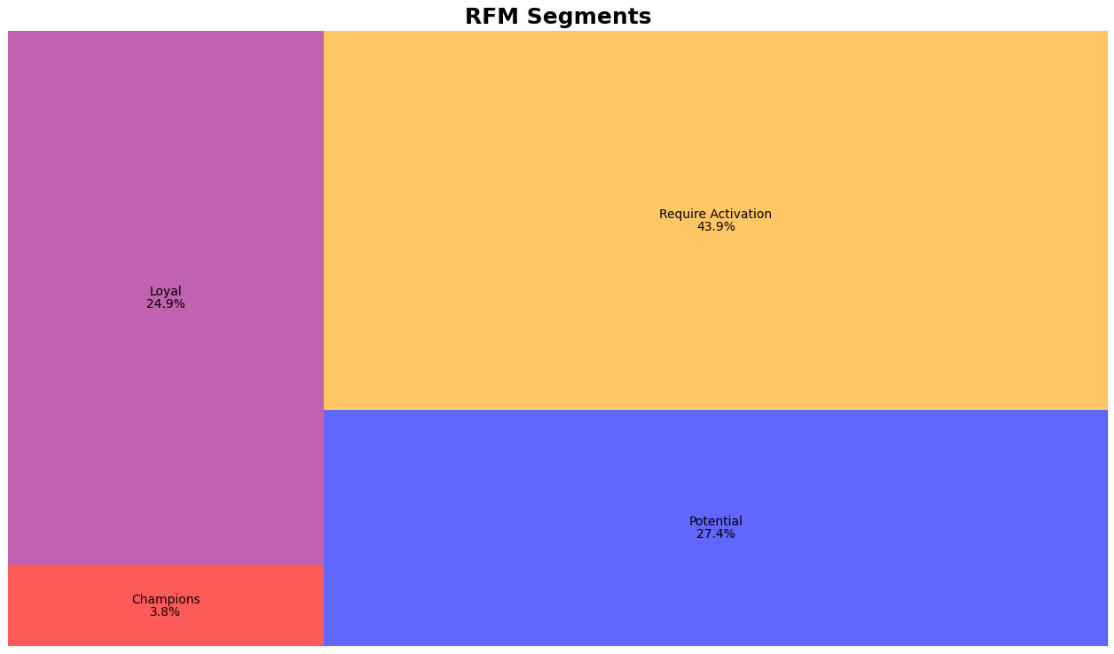 RFM Segments
Loyal
24.9%
Require Activation
43.9%
Champions
3.8%
Potential
27.4%